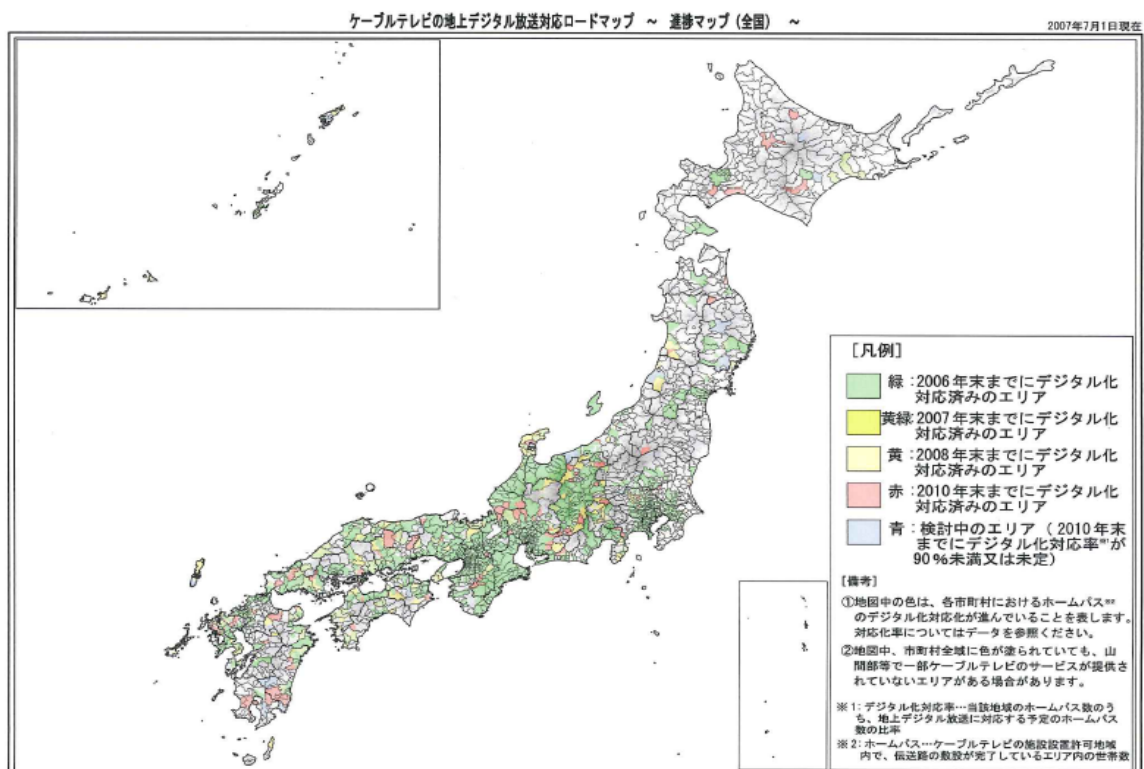 ケーブルテレビの地上デジタル放送対応ロードマップ ～ 進捗マップ（全国） ～
2007年7月1日現在
［凡例］
緑：2006年末までにデジタル化
対応済みのエリア
黄緑：2007年末までにデジタル化
対応済みのエリア
黄：2008年末までにデジタル化
対応済みのエリア
赤：2010年末までにデジタル化
対応済みのエリア
青：検討中のエリア（2010年末
までにデジタル化対応率※1が
90％未満又は未定）
［備考］
①地図中の色は、各市町村におけるホームパス※2
のデジタル化対応化が進んでいることを表します。
対応化率についてはデータを参照ください。
②地図中、市町村全域に色が塗られていても、山
間部等で一部ケーブルテレビのサービスが提供さ
れていないエリアがある場合があります。
※1：デジタル化対応率…当該地域のホームパス数のう
ち、地上デジタル放送に対応する予定のホームパス
数の比率
※2：ホームパス…ケーブルテレビの施設設置許可地域
内で、伝送路の敷設が完了しているエリア内の世帯数